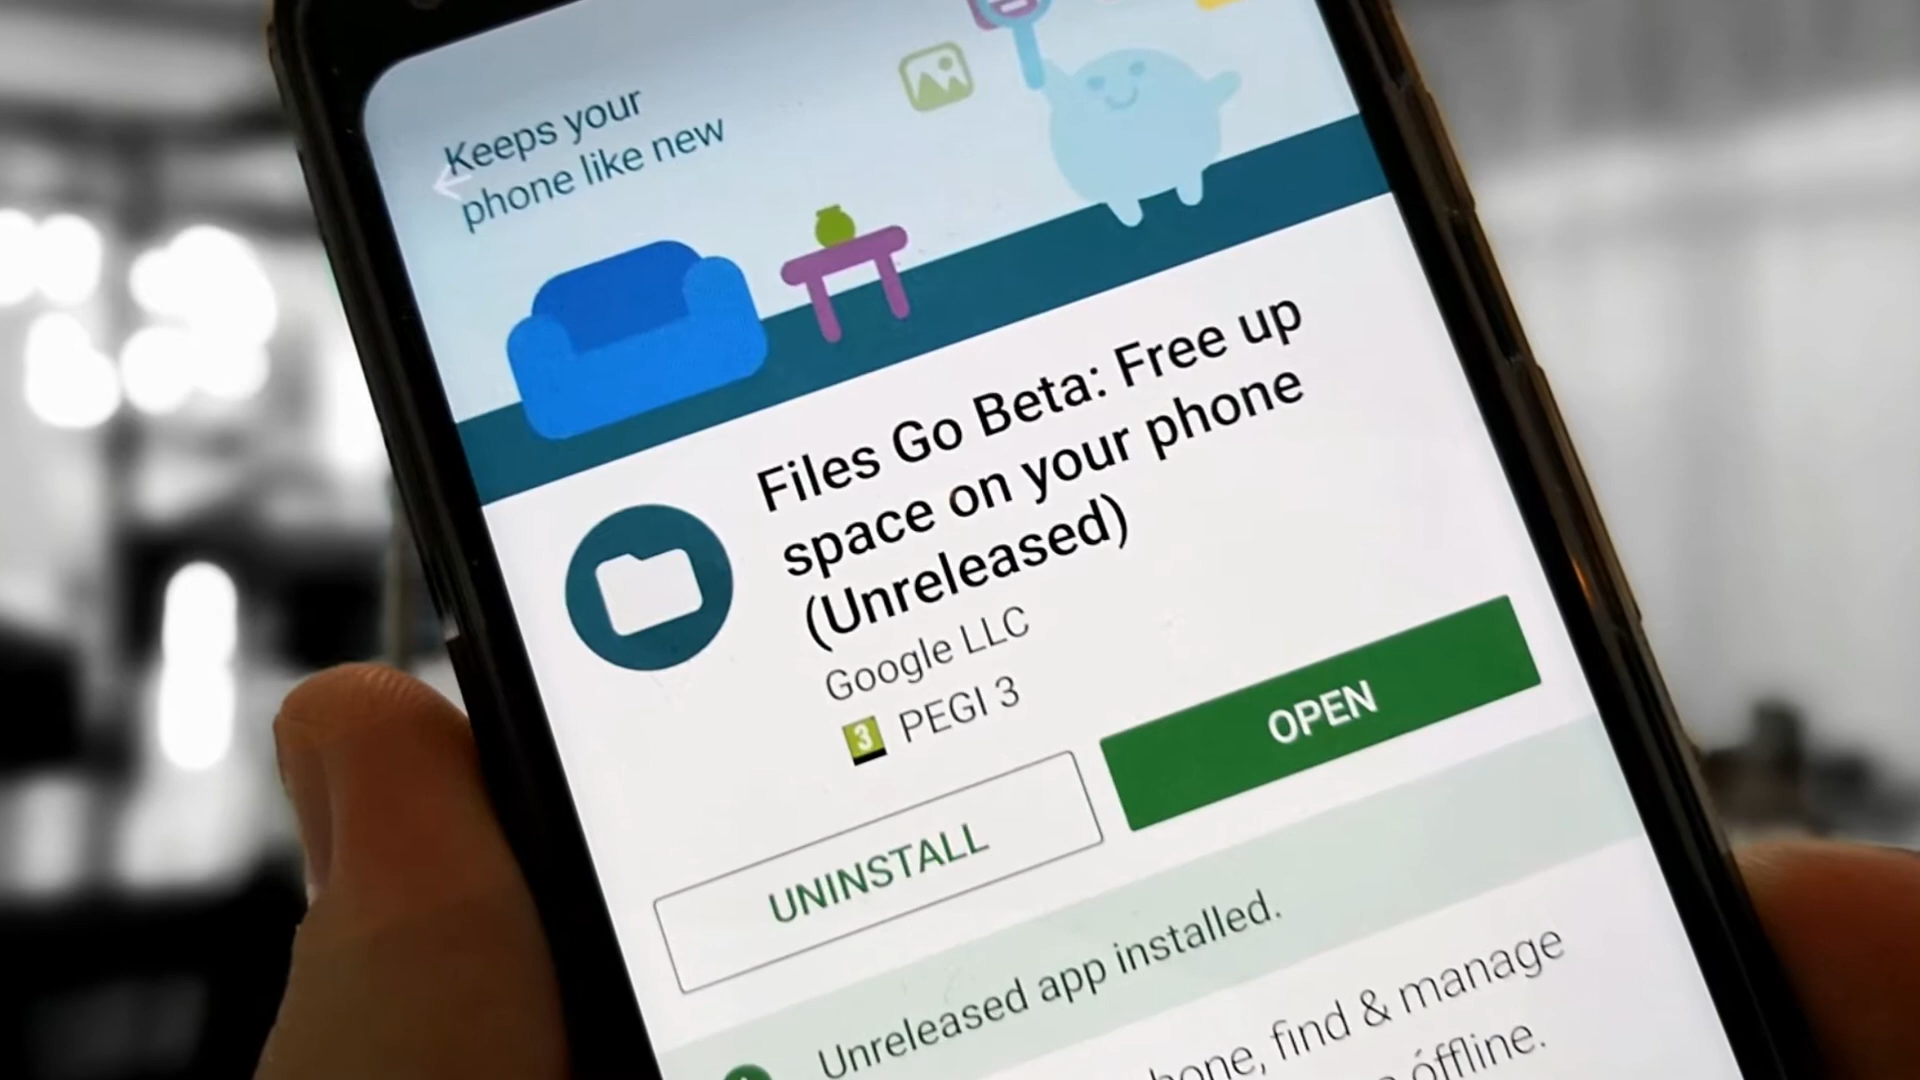 Keeps your
phone like new
Files Go Beta: Free up
space on your phone
(Unreleased)
Google LLC
3 PEGI 3
UNINSTALL
OPEN
Unreleased app installed.
find & manage
offline.